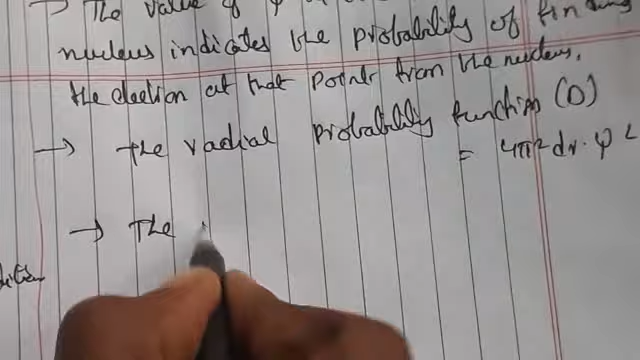 → The value of ψ
nucleus indicates the probability of finding
the electron at that points from the nucleus.
→ the radial probability function (D)
= 4πr² dr. ψ²
→ The